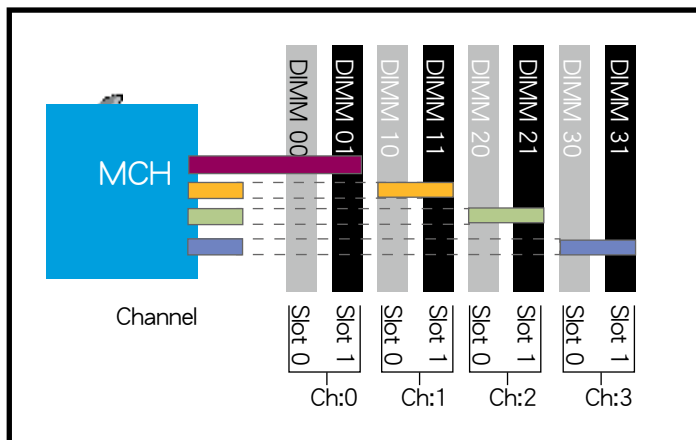 DIMM 00
DIMM 01
DIMM 10
DIMM 11
DIMM 20
DIMM 21
DIMM 30
DIMM 31
MCH
Channel
Slot 0
Slot 1
Slot 0
Slot 1
Slot 0
Slot 1
Slot 0
Slot 1
Ch:0
Ch:1
Ch:2
Ch:3